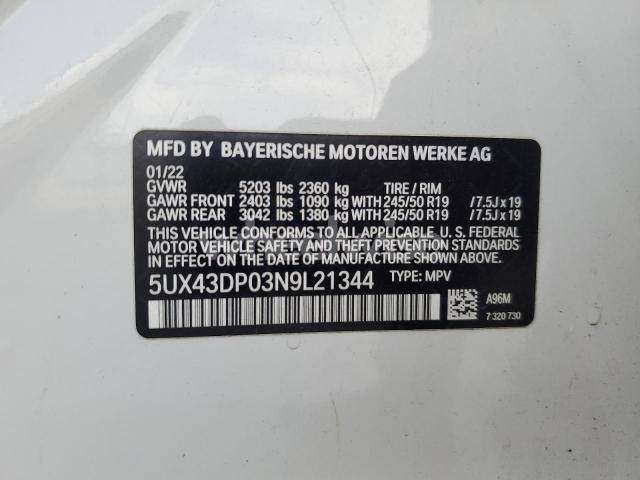 MFD BY BAYERISCHE MOTOREN WERKE AG
01/22
GVWR 5203 lbs 2360 kg TIRE / RIM
GAWR FRONT 2403 lbs 1090 kg WITH 245/50 R19 / 7.5J x 19
GAWR REAR 3042 lbs 1380 kg WITH 245/50 R19 / 7.5J x 19
THIS VEHICLE CONFORMS TO ALL APPLICABLE U.S. FEDERAL
MOTOR VEHICLE SAFETY AND THEFT PREVENTION STANDARDS
IN EFFECT ON THE DATE OF MANUFACTURE SHOWN ABOVE.
5UX43DP03N9L21344 TYPE: MPV
A96M
7 320 730